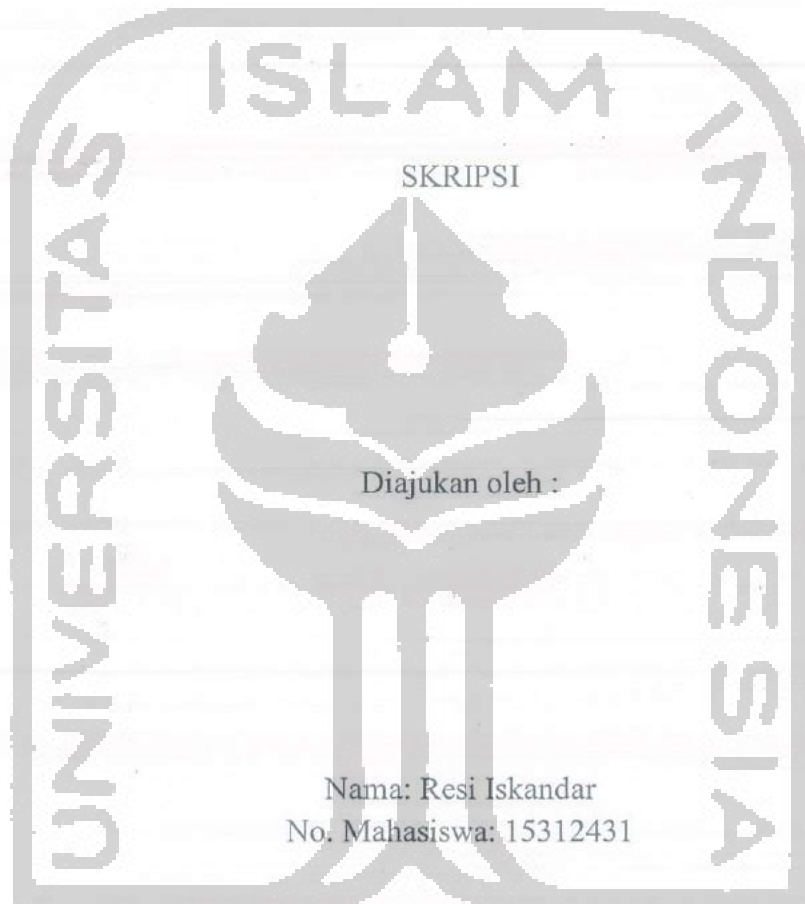 UNIVERSITAS ISLAM INDONESIA
SKRIPSI
Diajukan oleh :
Nama: Resi Iskandar
No. Mahasiswa: 15312431